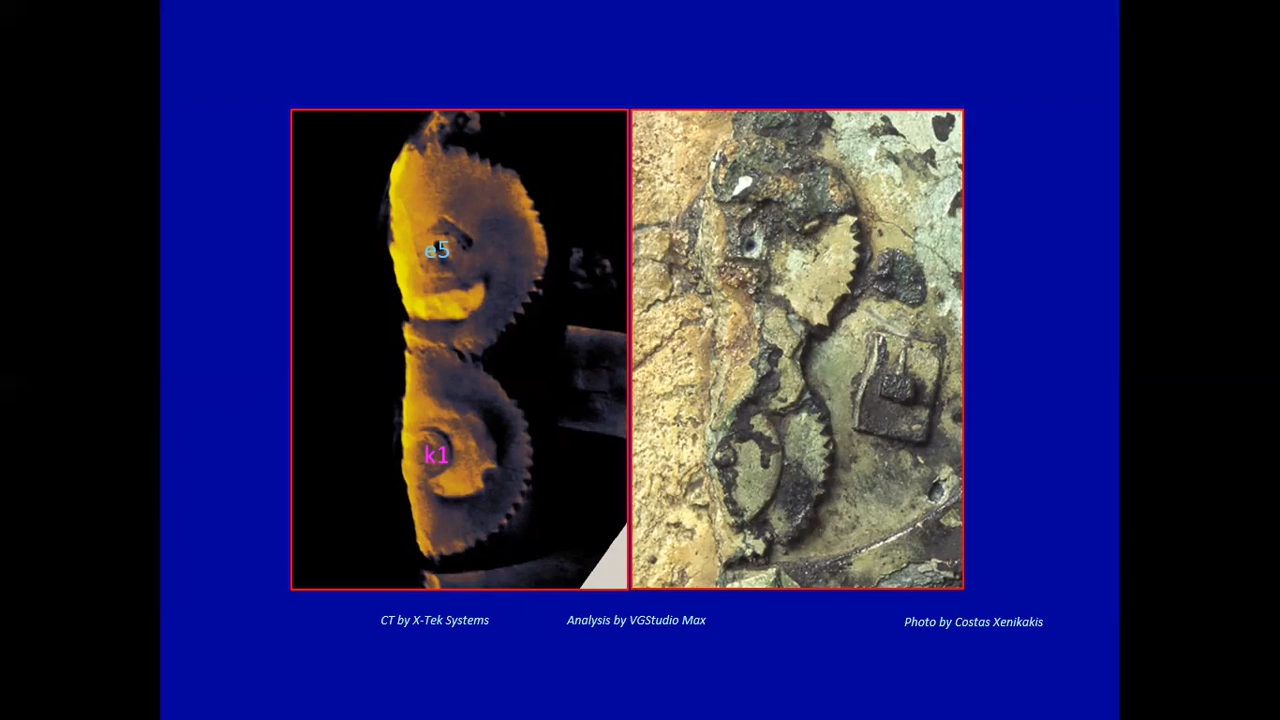 e5
k1
CT by X-Tek Systems
Analysis by VGStudio Max
Photo by Costas Xenikakis